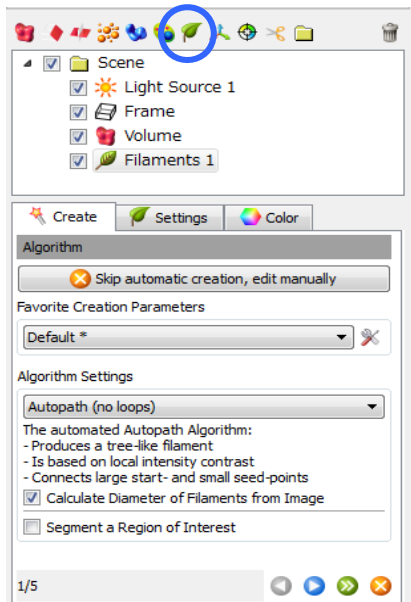 Scene
Light Source 1
Frame
Volume
Filaments 1
Create Settings Color
Algorithm
Skip automatic creation, edit manually
Favorite Creation Parameters
Default *
Algorithm Settings
Autopath (no loops)
The automated Autopath Algorithm:
- Produces a tree-like filament
- Is based on local intensity contrast
- Connects large start- and small seed-points
Calculate Diameter of Filaments from Image
Segment a Region of Interest
1/5